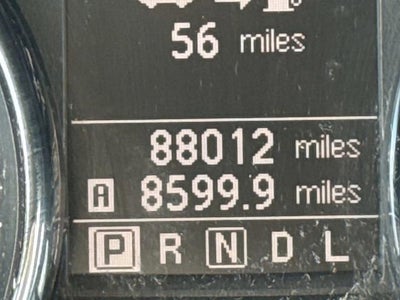 56 miles
88012 miles
A 8599.9 miles
P R N D L